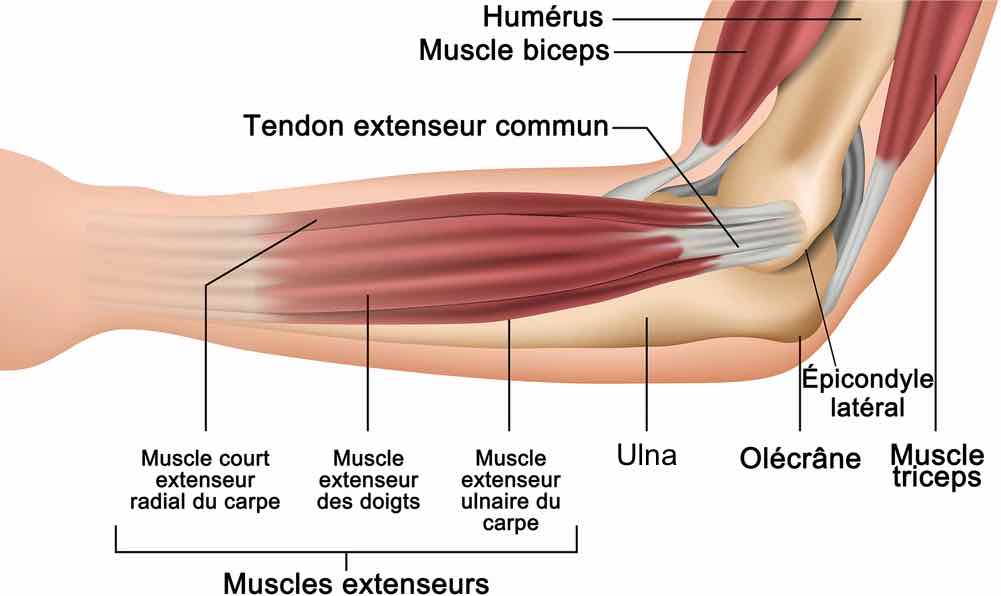 Humérus
Muscle biceps
Tendon extenseur commun
Épicondyle
latéral
Muscle court
extenseur
radial du carpe
Muscle
extenseur
des doigts
Muscle
extenseur
ulnaire du
carpe
Ulna
Olécrâne
Muscle
triceps
Muscles extenseurs